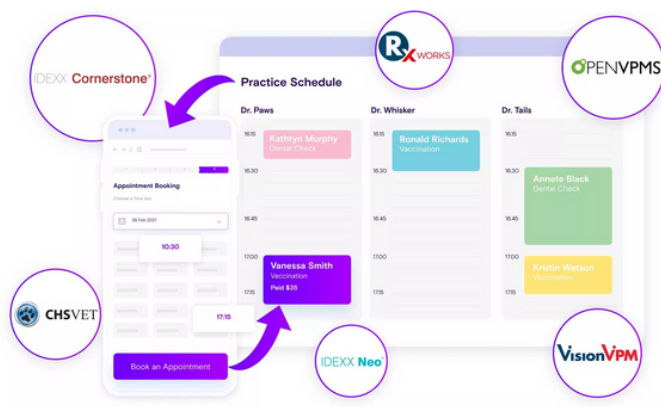 IDEXX Cornerstone®
Rx WORKS
OPENVPMS
Practice Schedule
Dr. Paws
Dr. Whisker
Dr. Tails
16.15
Kathtyn Murphy
Dental Check
16.30
16.45
17.00
Vanessa Smith
Vaccination
Paid $35
17.15
16.15
Ronald Richards
Vaccination
16.30
16.45
17.00
17.15
16.15
16.30
Annete Black
Dental Check
16.45
17.00
Kristin Watson
Vaccination
17.15
Appointment Booking
Choose a Time slot
26 Feb 2021
10:30
17:15
Book an Appointment
CHSVET
IDEXX Neo®
VISIONVPM